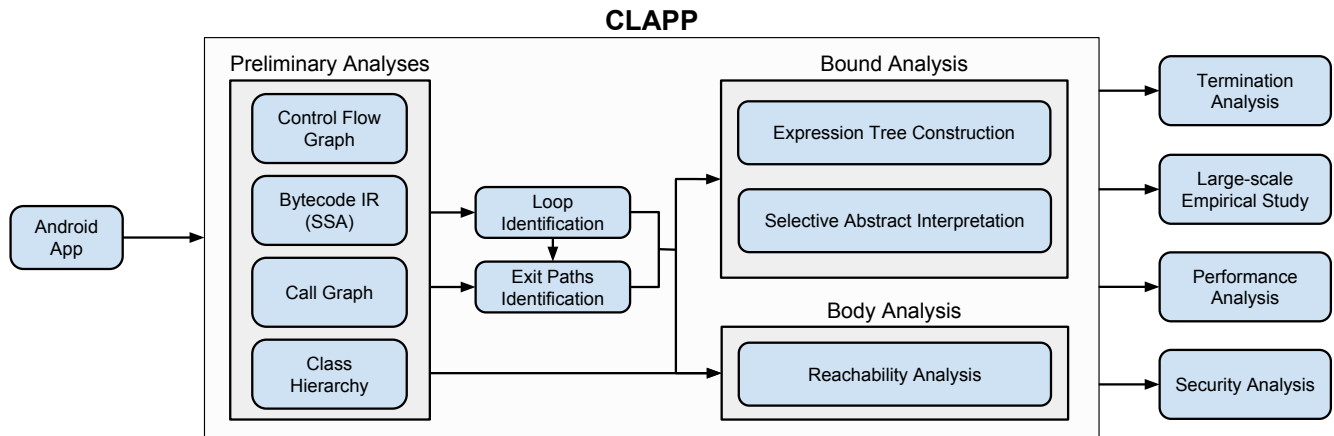 CLAPP
Android
App
Preliminary Analyses
Control Flow
Graph
Bytecode IR
(SSA)
Call Graph
Class
Hierarchy
Loop
Identification
Exit Paths
Identification
Bound Analysis
Expression Tree Construction
Selective Abstract Interpretation
Body Analysis
Reachability Analysis
Termination
Analysis
Large-scale
Empirical Study
Performance
Analysis
Security Analysis